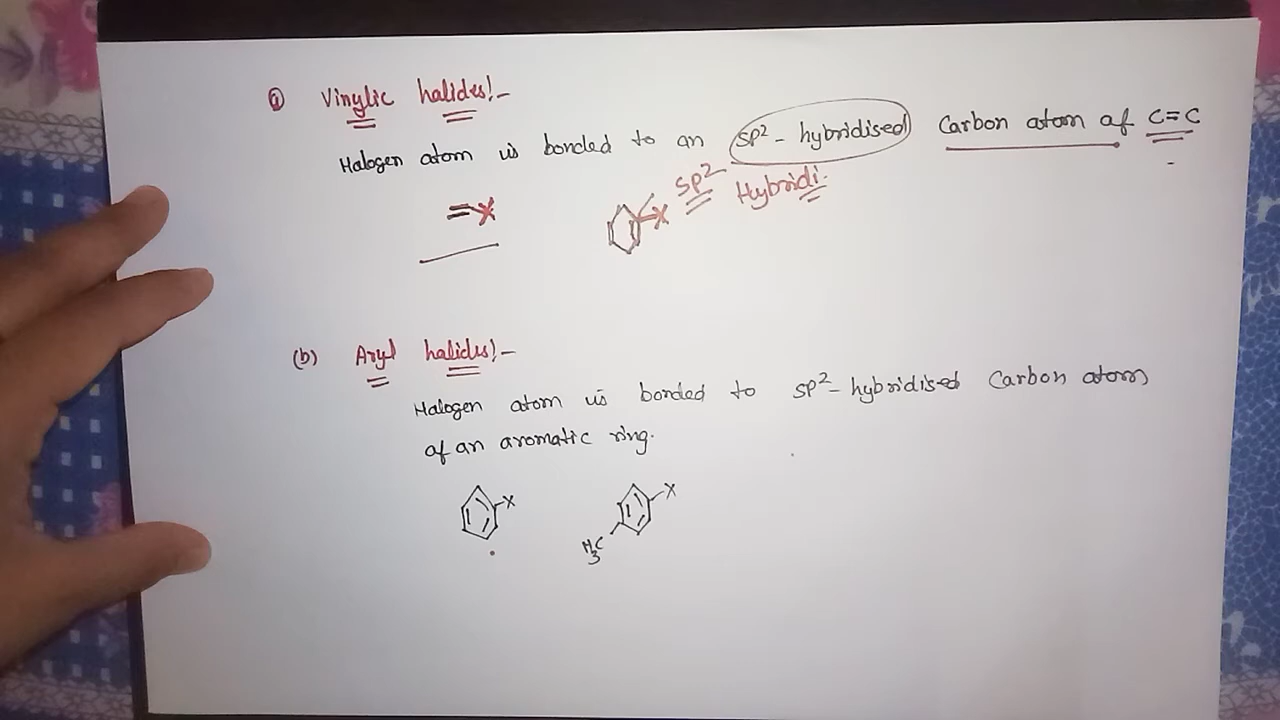 (a) Vinylic halides!-
Halogen atom is bonded to an sp²-hybridised Carbon atom of C=C
=X X sp² Hybridi.
(b) Aryl halides!-
Halogen atom is bonded to sp²-hybridised Carbon atom
of an aromatic ring.
X X
H₃C